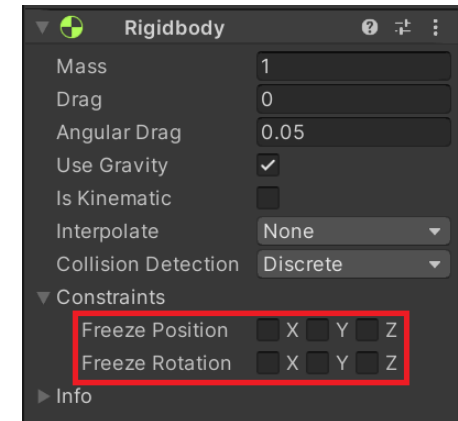 Rigidbody
Mass 1
Drag 0
Angular Drag 0.05
Use Gravity
Is Kinematic
Interpolate None
Collision Detection Discrete
Constraints
Freeze Position X Y Z
Freeze Rotation X Y Z
Info